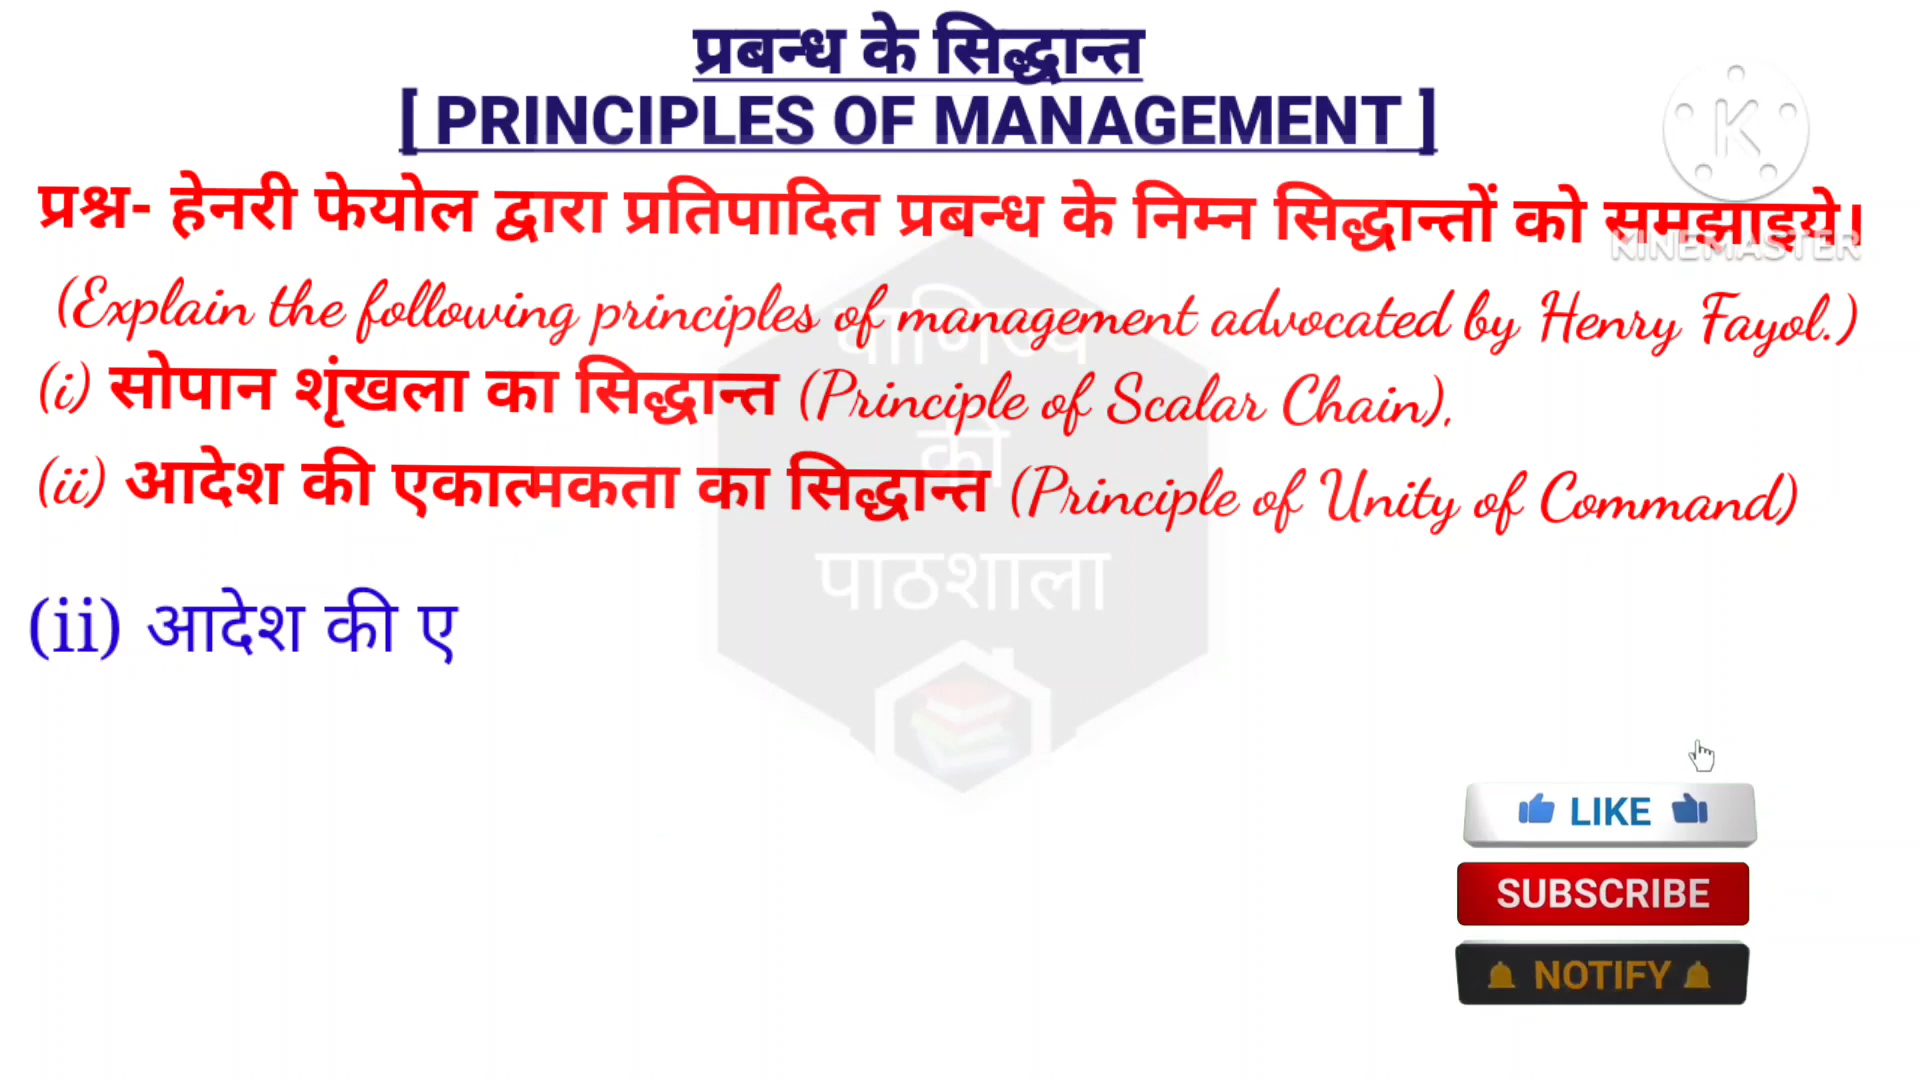 प्रबन्ध के सिद्धान्त
[ PRINCIPLES OF MANAGEMENT ]
प्रश्न- हेनरी फेयोल द्वारा प्रतिपादित प्रबन्ध के निम्न सिद्धान्तों को समझाइये।
KINEMASTER
(Explain the following principles of management advocated by Henry Fayol.)
(i) सोपान शृंखला का सिद्धान्त (Principle of Scalar Chain),
(ii) आदेश की एकात्मकता का सिद्धान्त (Principle of Unity of Command)
(ii) आदेश की ए
वाणिज्य
की
पाठशाला
LIKE
SUBSCRIBE
NOTIFY
K